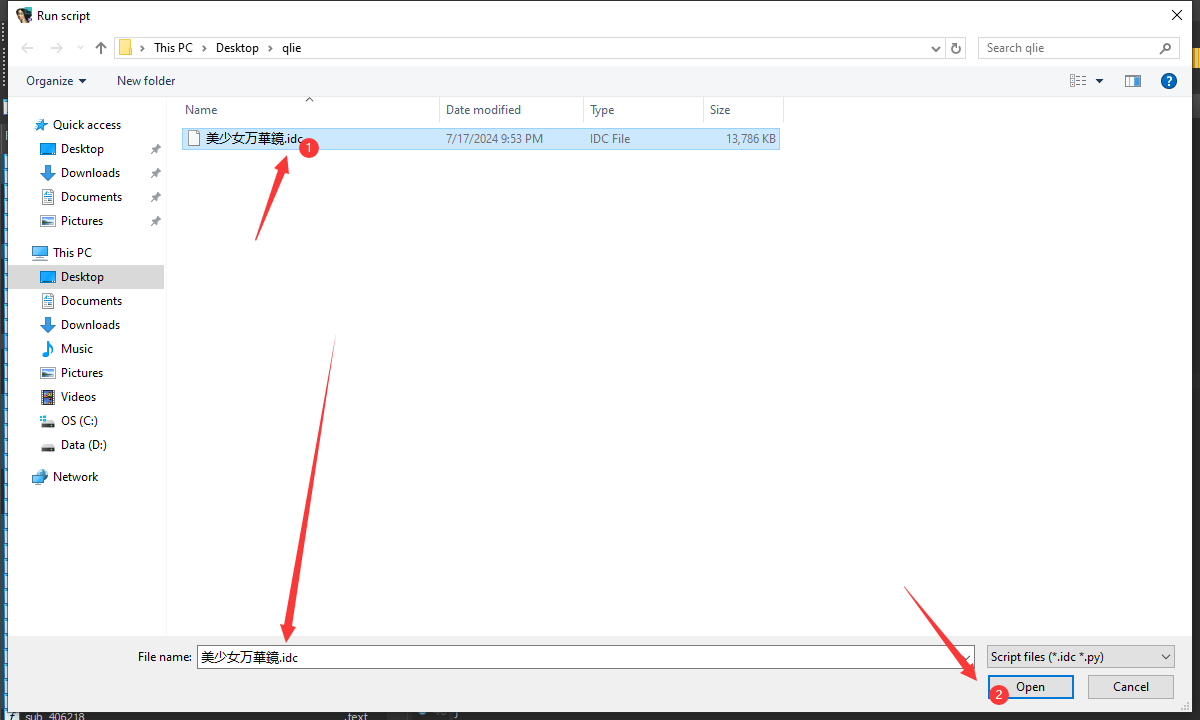 Run script
This PC
Desktop
qlie
Search qlie
Organize
New folder
?
Name
Date modified
Type
Size
美少女万華鏡.idc
1
7/17/2024 9:53 PM
IDC File
13,786 KB
Quick access
Desktop
Downloads
Documents
Pictures
This PC
Desktop
Documents
Downloads
Music
Pictures
Videos
OS (C:)
Data (D:)
Network
File name:
美少女万華鏡.idc
Script files (*.idc *.py)
2
Open
Cancel
f sub_406218
.text